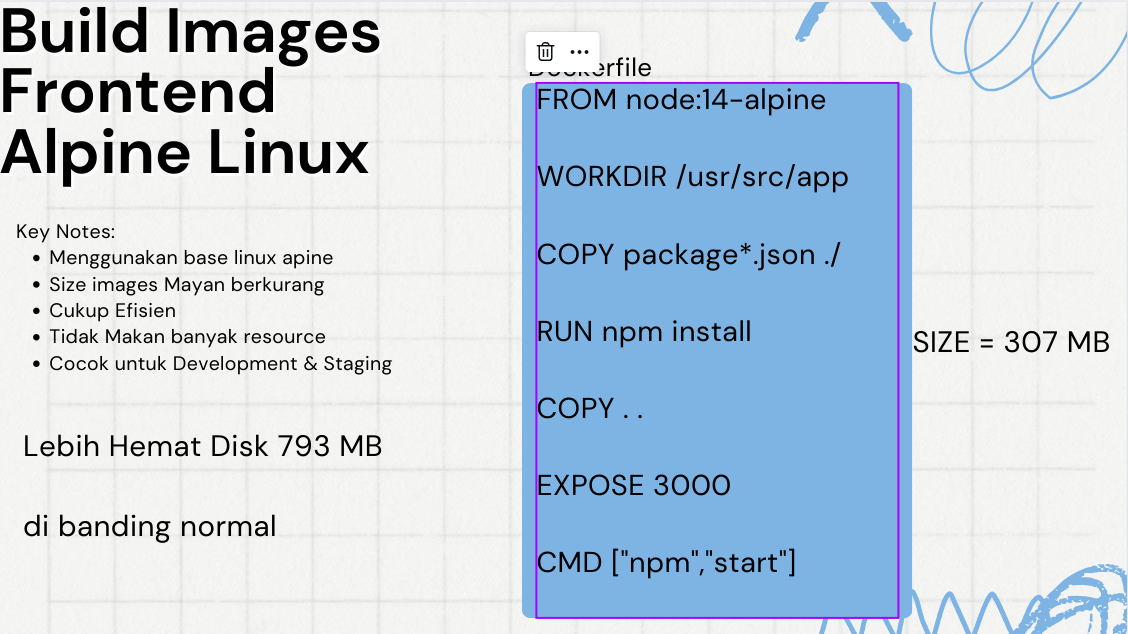 Build Images
Frontend
Alpine Linux
Key Notes:
Menggunakan base linux apine
Size images Mayan berkurang
Cukup Efisien
Tidak Makan banyak resource
Cocok untuk Development & Staging
Lebih Hemat Disk 793 MB
di banding normal
Dockerfile
FROM node:14-alpine
WORKDIR /usr/src/app
COPY package*.json ./
RUN npm install
COPY . .
EXPOSE 3000
CMD ["npm","start"]
SIZE = 307 MB